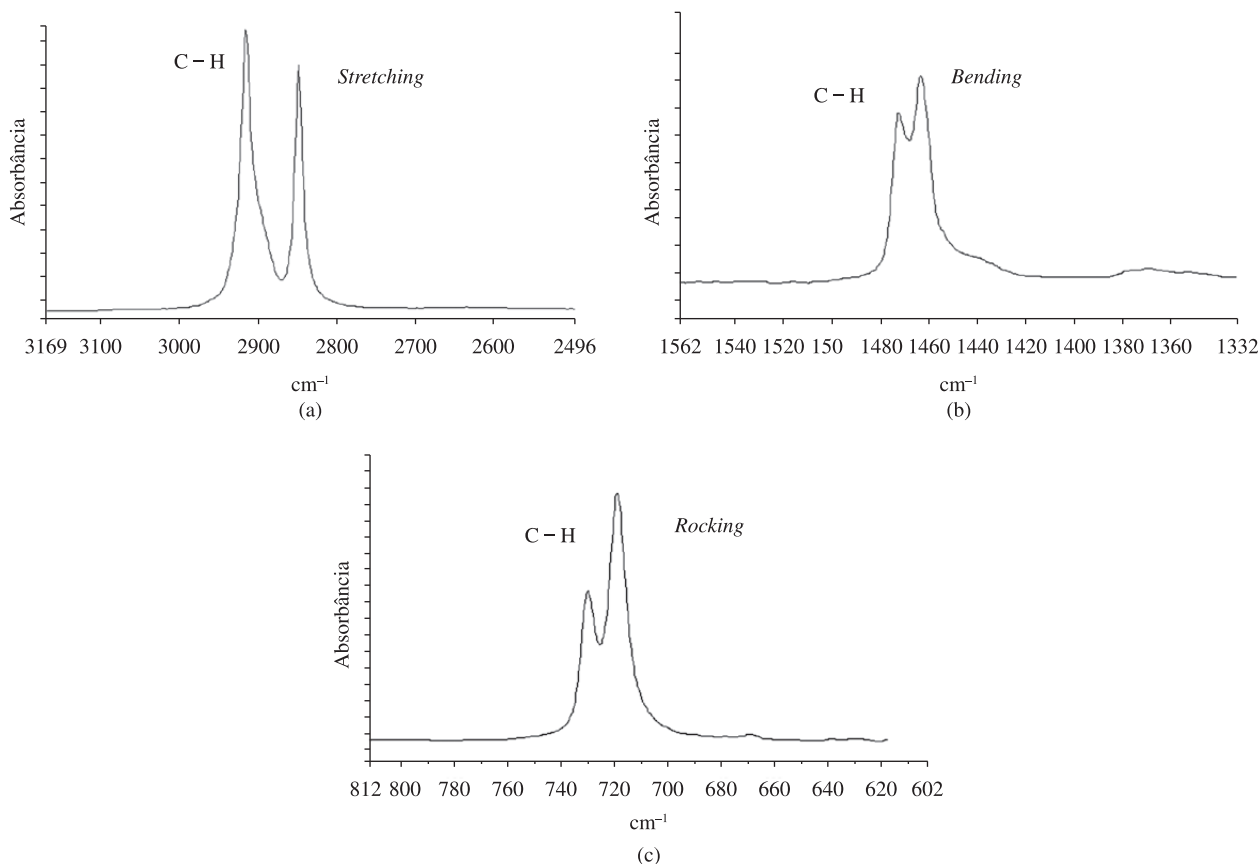 Absorbância
C – H
Stretching
3169 3100 3000 2900 2800 2700 2600 2496
cm–1
(a)
Absorbância
C – H
Bending
1562 1540 1520 150 1480 1460 1440 1420 1400 1380 1360 1332
cm–1
(b)
Absorbância
C – H
Rocking
812 800 780 760 740 720 700 680 660 640 620 602
cm–1
(c)